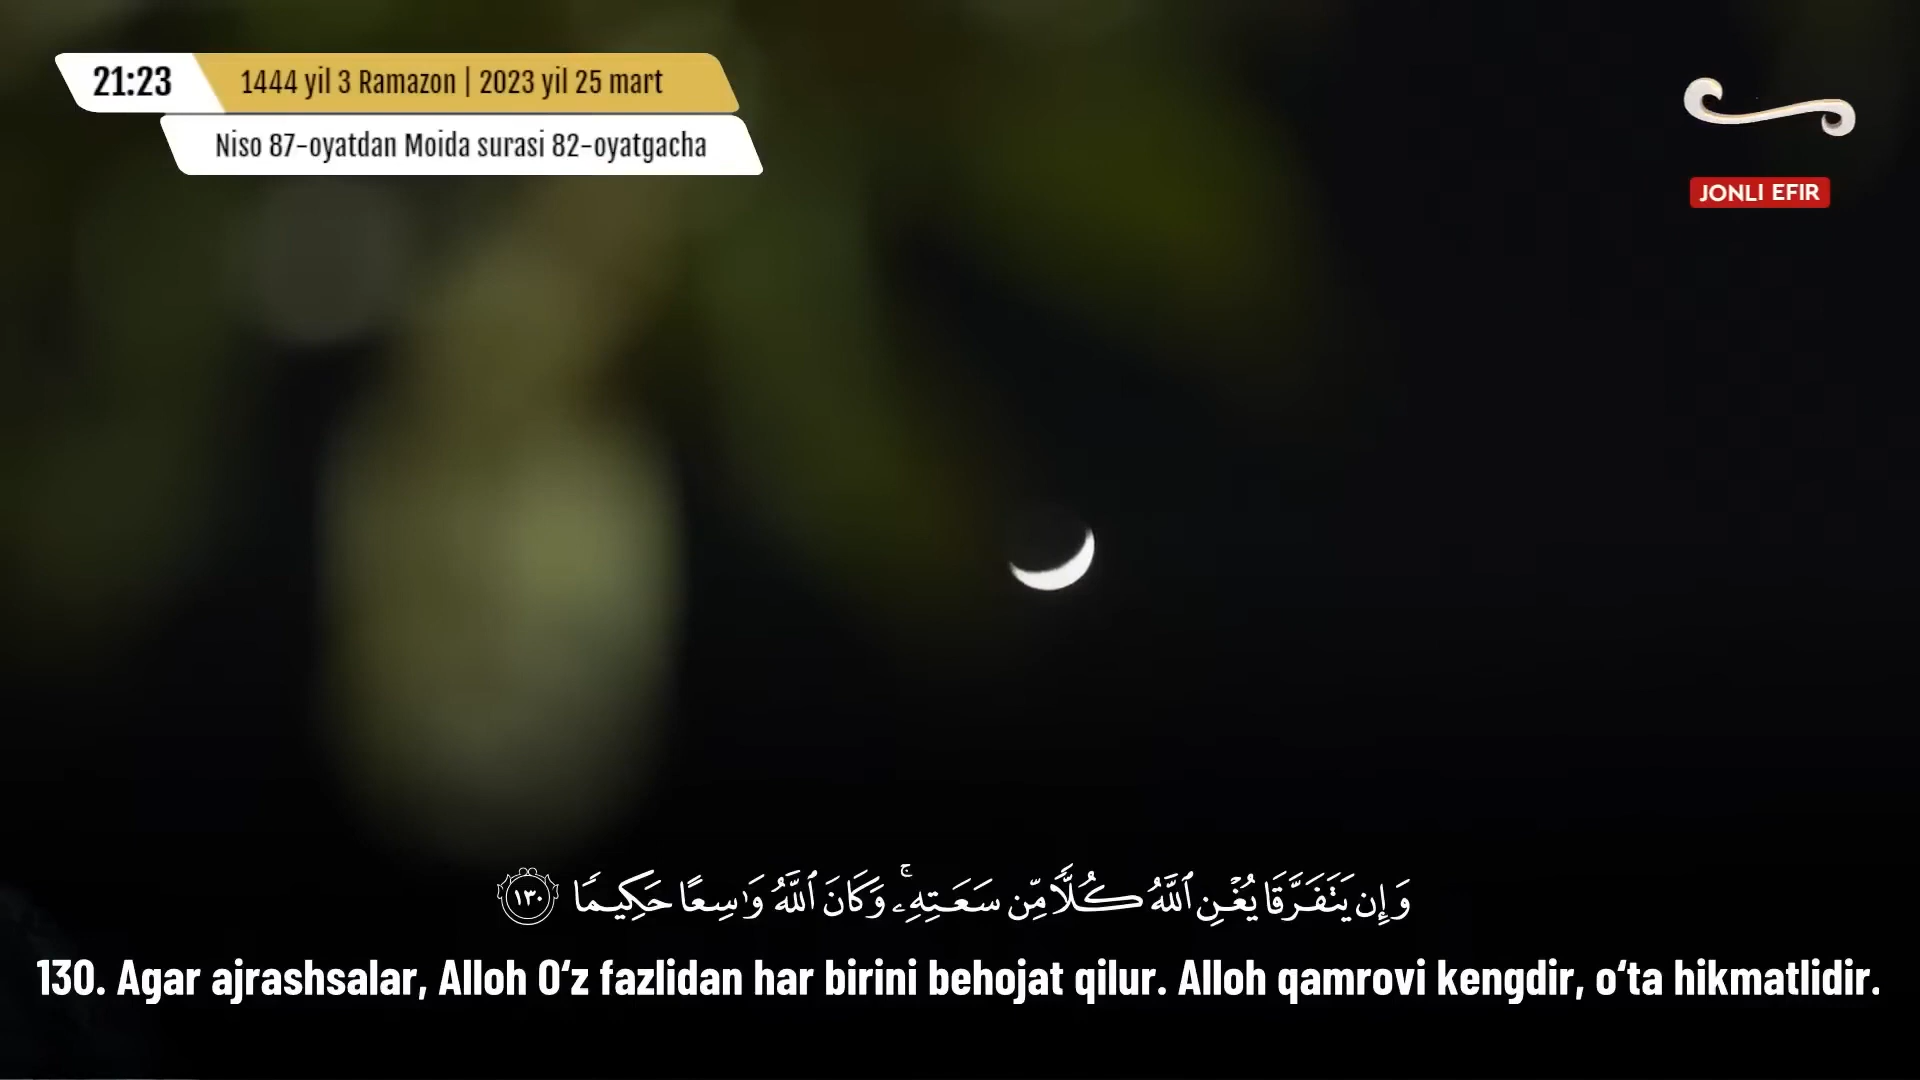 21:23
1444 yil 3 Ramazon | 2023 yil 25 mart
Niso 87-oyatdan Moida surasi 82-oyatgacha
JONLI EFIR
وَإِن يَتَفَرَّقَا يُغْنِ ٱللَّهُ كُلًّا مِّن سَعَتِهِۦۚ وَكَانَ ٱللَّهُ وَٰسِعًا حَكِيمًا ١٣٠
130. Agar ajrashsalar, Alloh O‘z fazlidan har birini behojat qilur. Alloh qamrovi kengdir, o‘ta hikmatlidir.